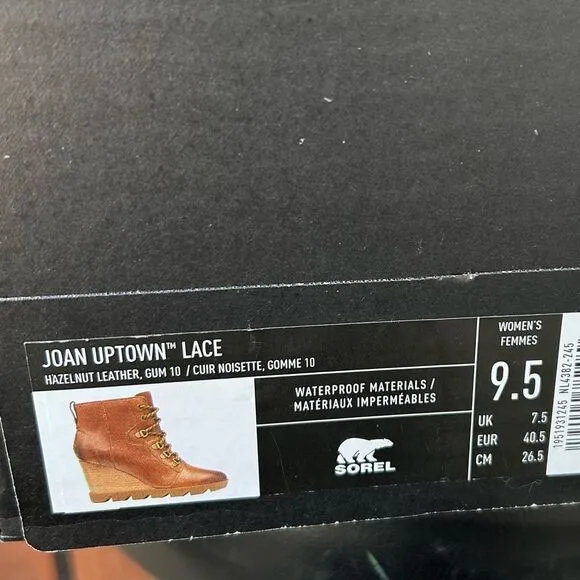 JOAN UPTOWN™ LACE
HAZELNUT LEATHER, GUM 10 / CUIR NOISETTE, GOMME 10
WATERPROOF MATERIALS /
MATÉRIAUX IMPERMÉABLES
SOREL
WOMEN'S
FEMMES
9.5
UK 7.5
EUR 40.5
CM 26.5
1951931245 NL4382-245